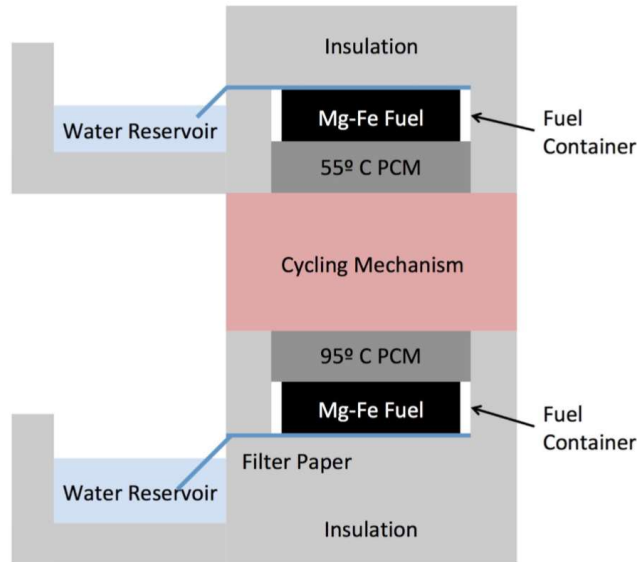 Insulation
Water Reservoir
Mg-Fe Fuel
Fuel
Container
55º C PCM
Cycling Mechanism
95º C PCM
Mg-Fe Fuel
Fuel
Container
Filter Paper
Water Reservoir
Insulation